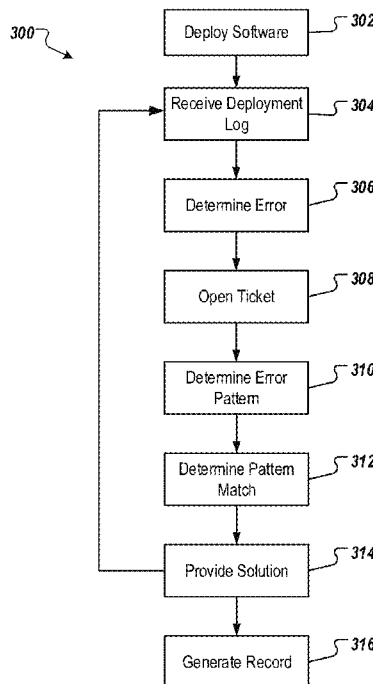 300
Deploy Software
302
Receive Deployment
Log
304
Determine Error
306
Open Ticket
308
Determine Error
Pattern
310
Determine Pattern
Match
312
Provide Solution
314
Generate Record
316